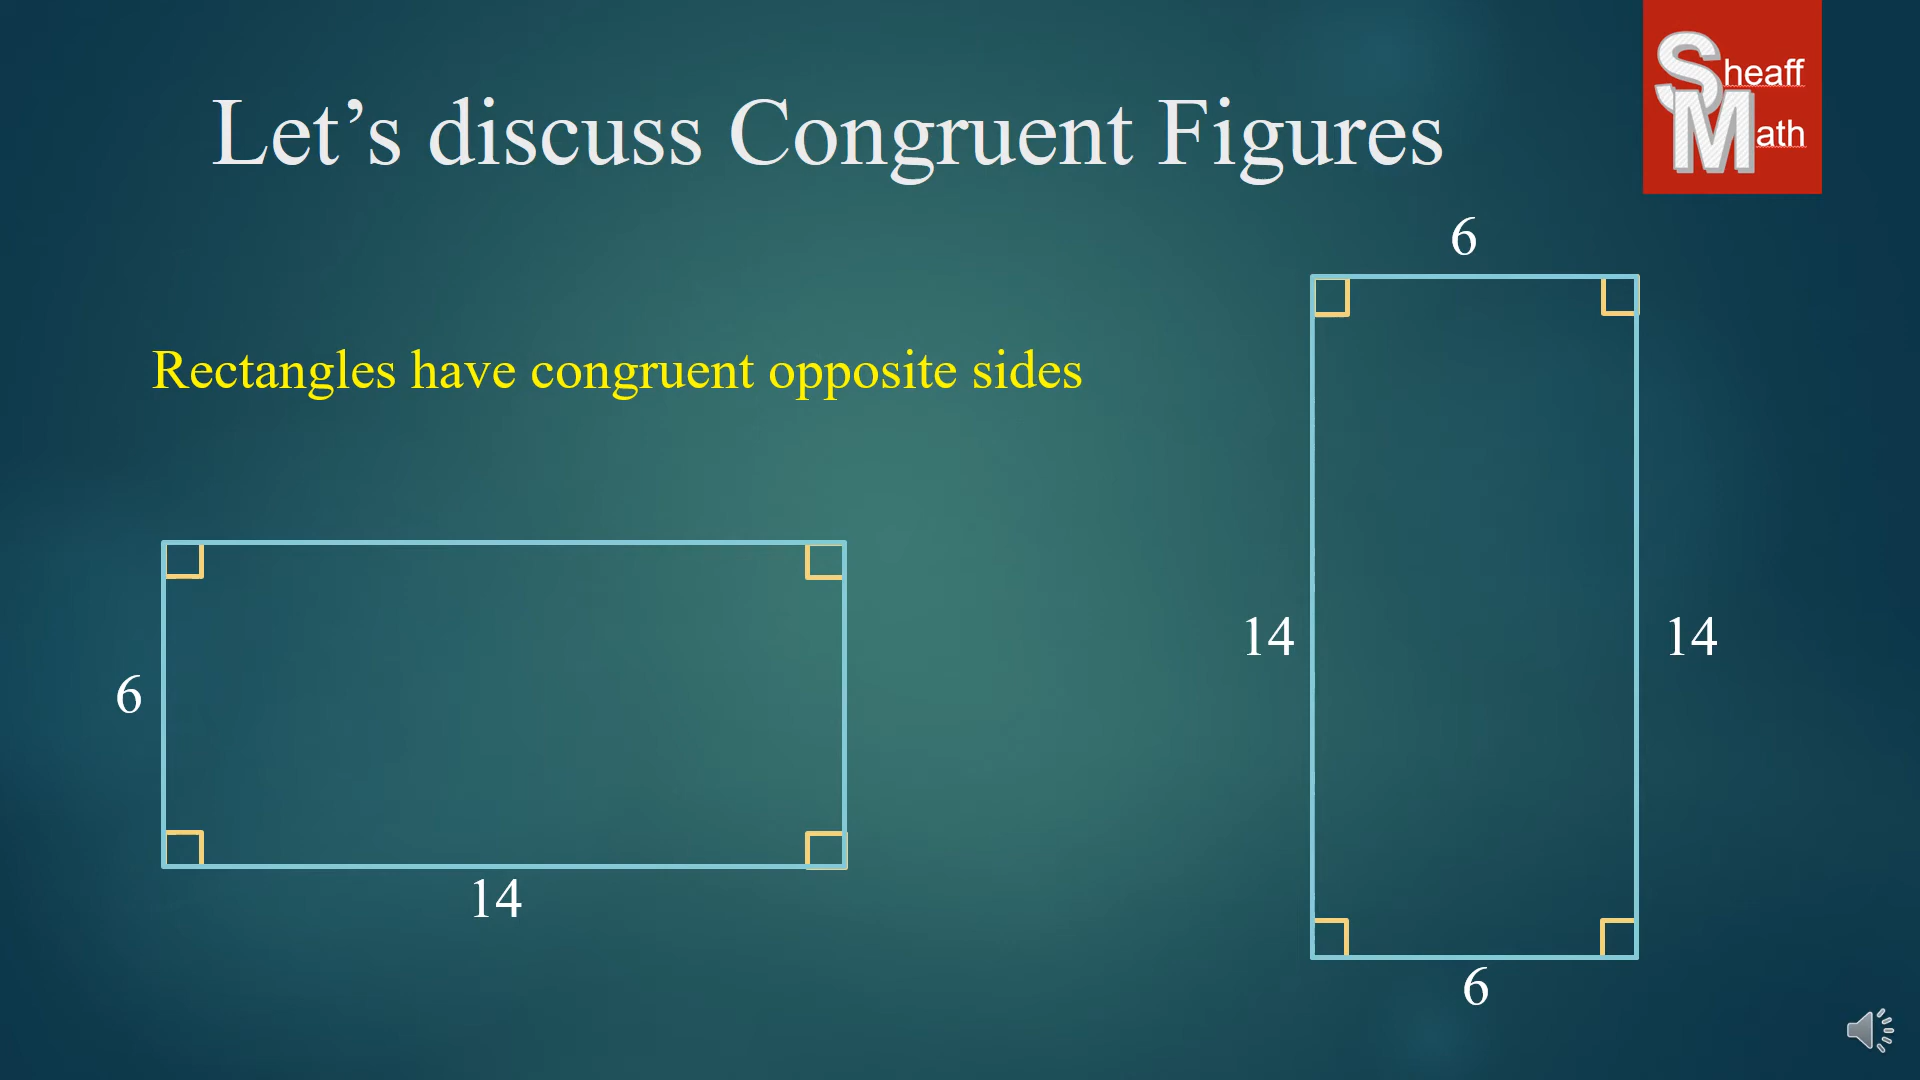 Let’s discuss Congruent Figures
Sheaff
Math
6
Rectangles have congruent opposite sides
14
14
6
14
6